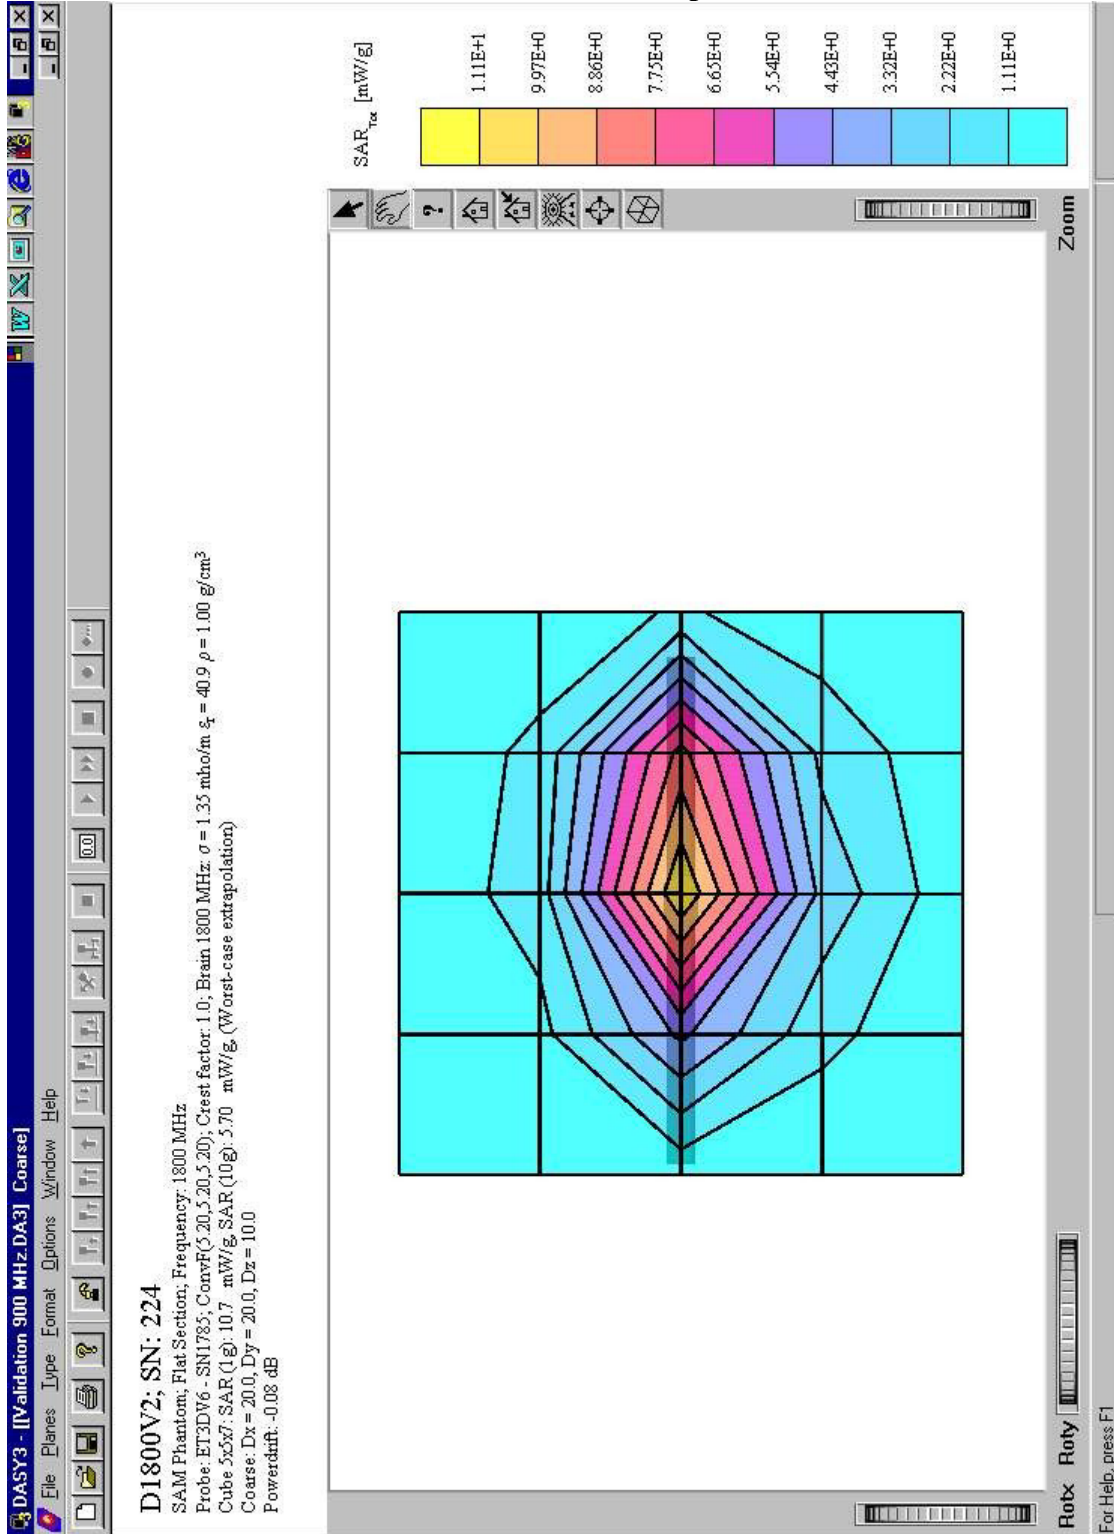 DASY3 - [[Validation 900 MHz.DA3] Coarse]
File Planes Type Format Options Window Help
0.0
D1800V2; SN: 224
SAM Phantom; Flat Section; Frequency: 1800 MHz
Probe: ET3DV6 - SN1785; ConvF(5.20,5.20,5.20); Crest factor: 1.0; Brain 1800 MHz: σ = 1.35 mho/m εr = 40.9 ρ = 1.00 g/cm³
Cube 5x5x7: SAR (1g): 10.7 mW/g, SAR (10g): 5.70 mW/g, (Worst-case extrapolation)
Coarse: Dx = 20.0, Dy = 20.0, Dz = 10.0
Powerdrift: -0.08 dB
SAR Tot [mW/g]
1.11E+1
9.97E+0
8.86E+0
7.75E+0
6.65E+0
5.54E+0
4.43E+0
3.32E+0
2.22E+0
1.11E+0
Rotx Roty Zoom
For Help, press F1